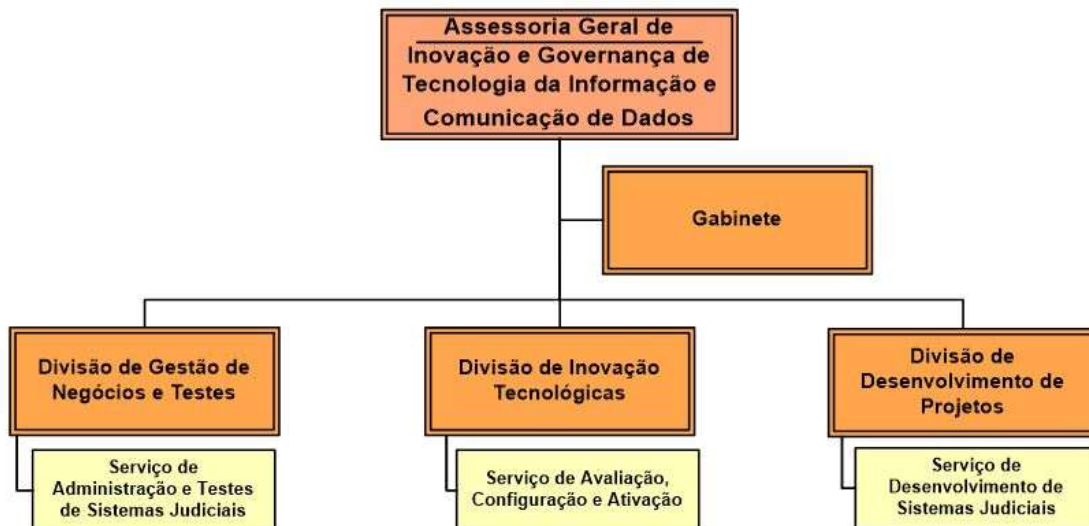 Assessoria Geral de
Inovação e Governança de
Tecnologia da Informação e
Comunicação de Dados
Gabinete
Divisão de Gestão de
Negócios e Testes
Divisão de Inovação
Tecnológicas
Divisão de
Desenvolvimento de
Projetos
Serviço de
Administração e Testes
de Sistemas Judiciais
Serviço de Avaliação,
Configuração e Ativação
Serviço de
Desenvolvimento de
Sistemas Judiciais